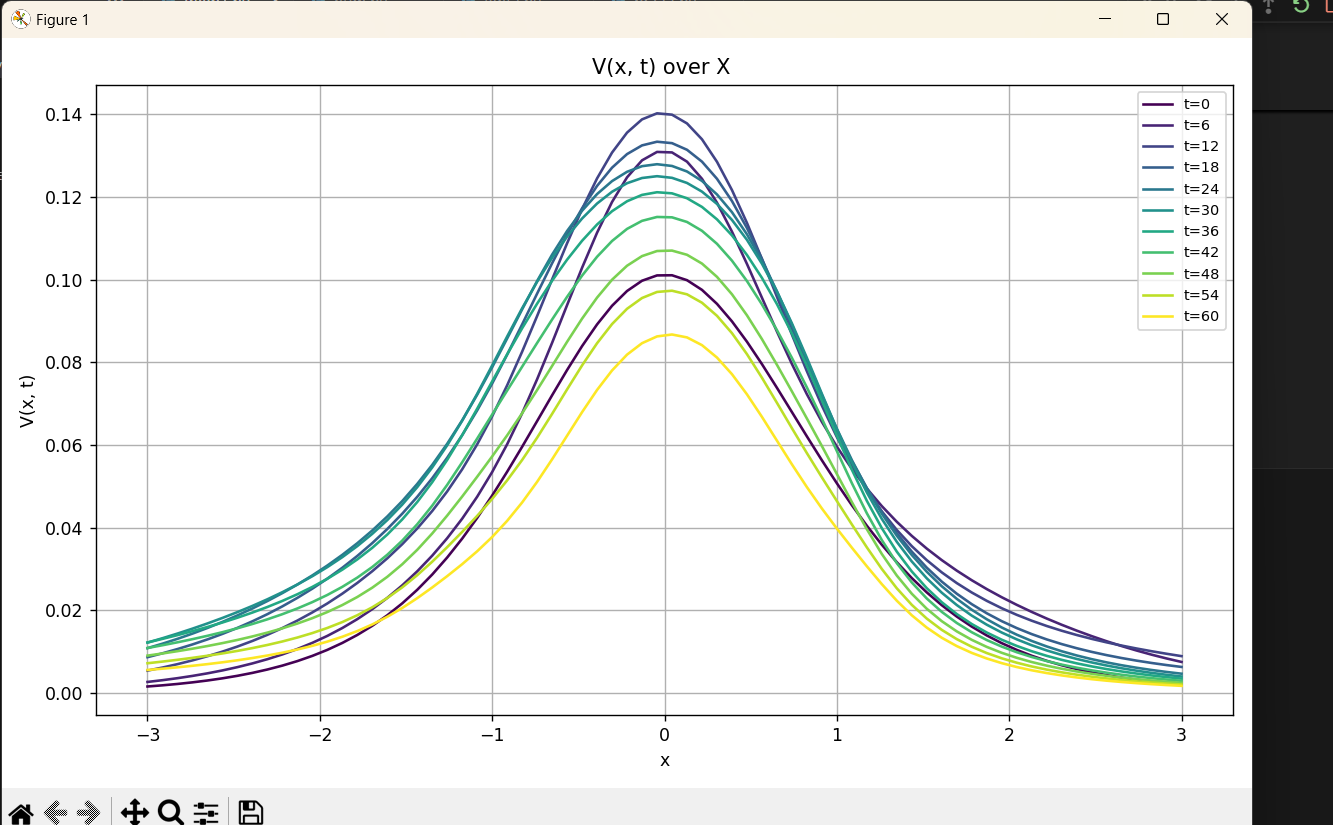 Figure 1
V(x, t) over X
0.14
0.12
0.10
0.08
0.06
0.04
0.02
0.00
V(x, t)
−3 −2 −1 0 1 2 3
x
t=0
t=6
t=12
t=18
t=24
t=30
t=36
t=42
t=48
t=54
t=60